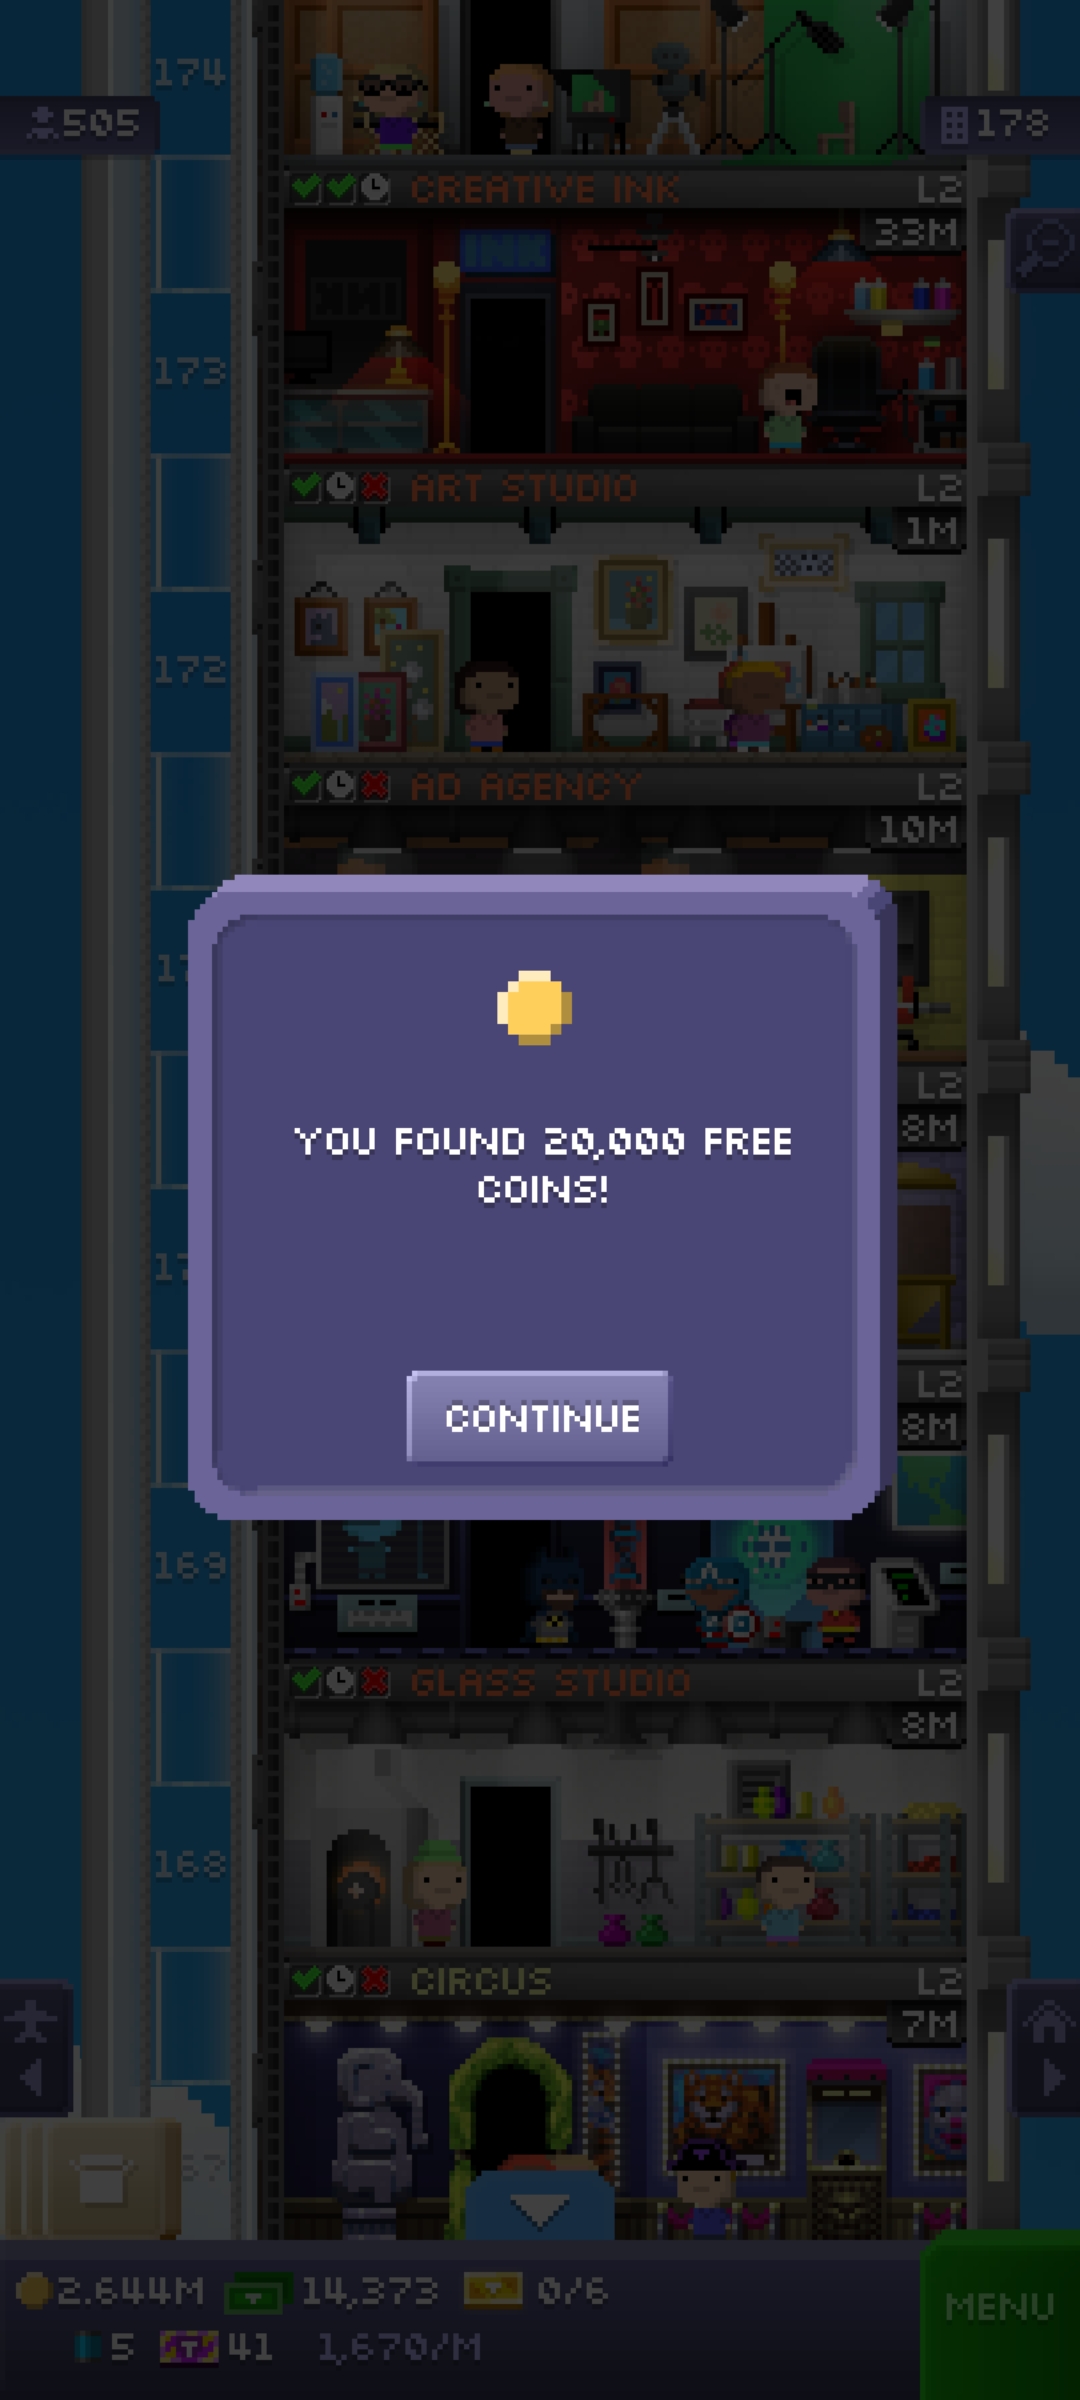 174
505
178
CREATIVE INK
L2
33M
INK
173
ART STUDIO
L2
1M
172
AD AGENCY
L2
10M
L2
8M
YOU FOUND 20,000 FREE
COINS!
L2
8M
CONTINUE
169
GLASS STUDIO
L2
8M
168
CIRCUS
L2
7M
2.644M
14,373
0/6
MENU
5
41
1,670/M